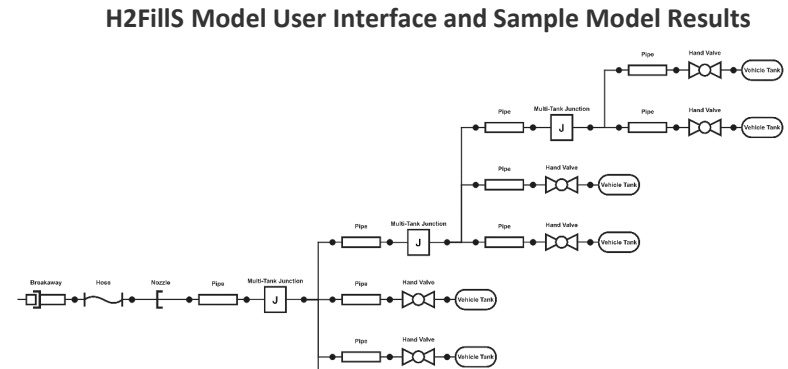 H2FillS Model User Interface and Sample Model Results
Pipe Hand Valve
Vehicle Tank
Pipe Multi-Tank Junction Pipe Hand Valve
J Vehicle Tank
Pipe Hand Valve
Vehicle Tank
Pipe Multi-Tank Junction Pipe Hand Valve
J Vehicle Tank
Breakaway Hose Nozzle Pipe Multi-Tank Junction Pipe Hand Valve
J Vehicle Tank
Pipe Hand Valve
Vehicle Tank